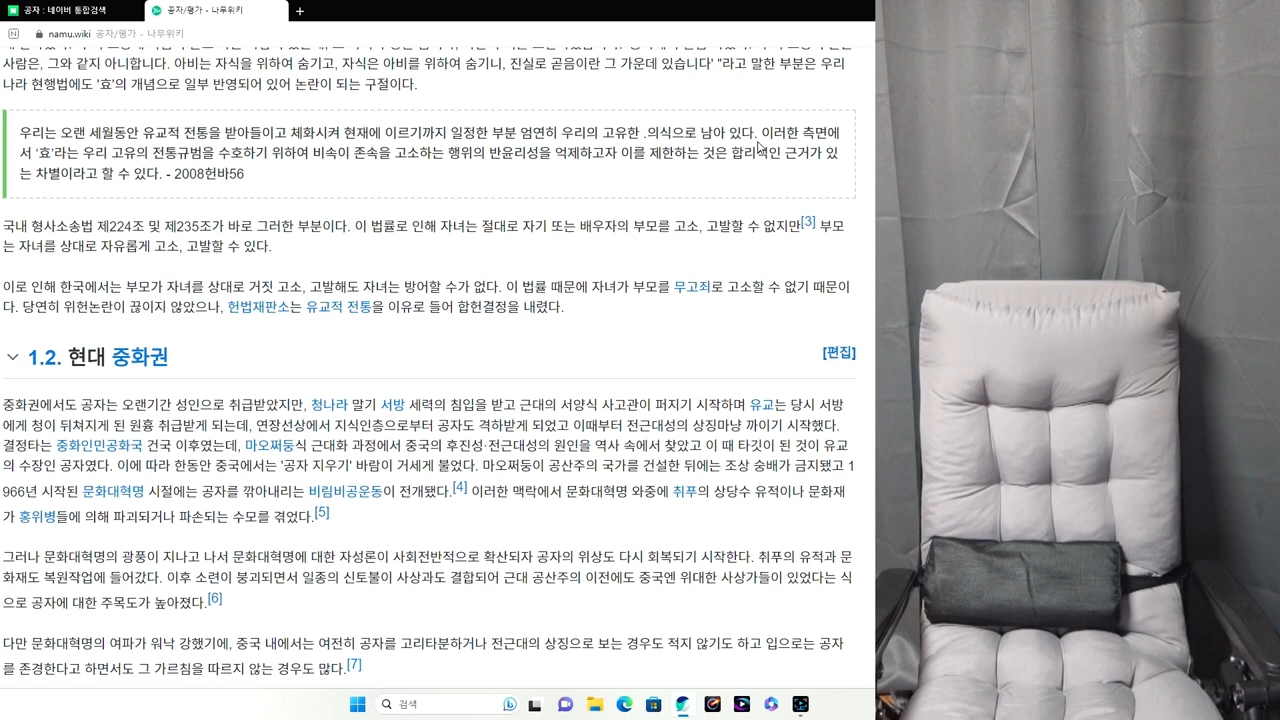 공자 : 네이버 통합검색
공자/평가 - 나무위키
namu.wiki 공자/평가 - 나무위키
사람은, 그와 같지 아니합니다. 아비는 자식을 위하여 숨기고, 자식은 아비를 위하여 숨기니, 진실로 곧음이란 그 가운데 있습니다' "라고 말한 부분은 우리
나라 현행법에도 '효'의 개념으로 일부 반영되어 있어 논란이 되는 구절이다.
우리는 오랜 세월동안 유교적 전통을 받아들이고 체화시켜 현재에 이르기까지 일정한 부분 엄연히 우리의 고유한 .의식으로 남아 있다. 이러한 측면에
서 '효'라는 우리 고유의 전통규범을 수호하기 위하여 비속이 존속을 고소하는 행위의 반윤리성을 억제하고자 이를 제한하는 것은 합리적인 근거가 있
는 차별이라고 할 수 있다. - 2008헌바56
국내 형사소송법 제224조 및 제235조가 바로 그러한 부분이다. 이 법률로 인해 자녀는 절대로 자기 또는 배우자의 부모를 고소, 고발할 수 없지만[3] 부모
는 자녀를 상대로 자유롭게 고소, 고발할 수 있다.
이로 인해 한국에서는 부모가 자녀를 상대로 거짓 고소, 고발해도 자녀는 방어할 수가 없다. 이 법률 때문에 자녀가 부모를 무고죄로 고소할 수 없기 때문이
다. 당연히 위헌논란이 끊이지 않았으나, 헌법재판소는 유교적 전통을 이유로 들어 합헌결정을 내렸다.
1.2. 현대 중화권 [편집]
중화권에서도 공자는 오랜기간 성인으로 취급받았지만, 청나라 말기 서방 세력의 침입을 받고 근대의 서양식 사고관이 퍼지기 시작하며 유교는 당시 서방
에게 청이 뒤쳐지게 된 원흉 취급받게 되는데, 연장선상에서 지식인층으로부터 공자도 격하받게 되었고 이때부터 전근대성의 상징마냥 까이기 시작했다.
결정타는 중화인민공화국 건국 이후였는데, 마오쩌둥식 근대화 과정에서 중국의 후진성·전근대성의 원인을 역사 속에서 찾았고 이 때 타깃이 된 것이 유교
의 수장인 공자였다. 이에 따라 한동안 중국에서는 '공자 지우기' 바람이 거세게 불었다. 마오쩌둥이 공산주의 국가를 건설한 뒤에는 조상 숭배가 금지됐고 1
966년 시작된 문화대혁명 시절에는 공자를 깎아내리는 비림비공운동이 전개됐다.[4] 이러한 맥락에서 문화대혁명 와중에 취푸의 상당수 유적이나 문화재
가 홍위병들에 의해 파괴되거나 파손되는 수모를 겪었다.[5]
그러나 문화대혁명의 광풍이 지나고 나서 문화대혁명에 대한 자성론이 사회전반적으로 확산되자 공자의 위상도 다시 회복되기 시작한다. 취푸의 유적과 문
화재도 복원작업에 들어갔다. 이후 소련이 붕괴되면서 일종의 신토불이 사상과도 결합되어 근대 공산주의 이전에도 중국엔 위대한 사상가들이 있었다는 식
으로 공자에 대한 주목도가 높아졌다.[6]
다만 문화대혁명의 여파가 워낙 강했기에, 중국 내에서는 여전히 공자를 고리타분하거나 전근대의 상징으로 보는 경우도 적지 않기도 하고 입으로는 공자
를 존경한다고 하면서도 그 가르침을 따르지 않는 경우도 많다.[7]
검색